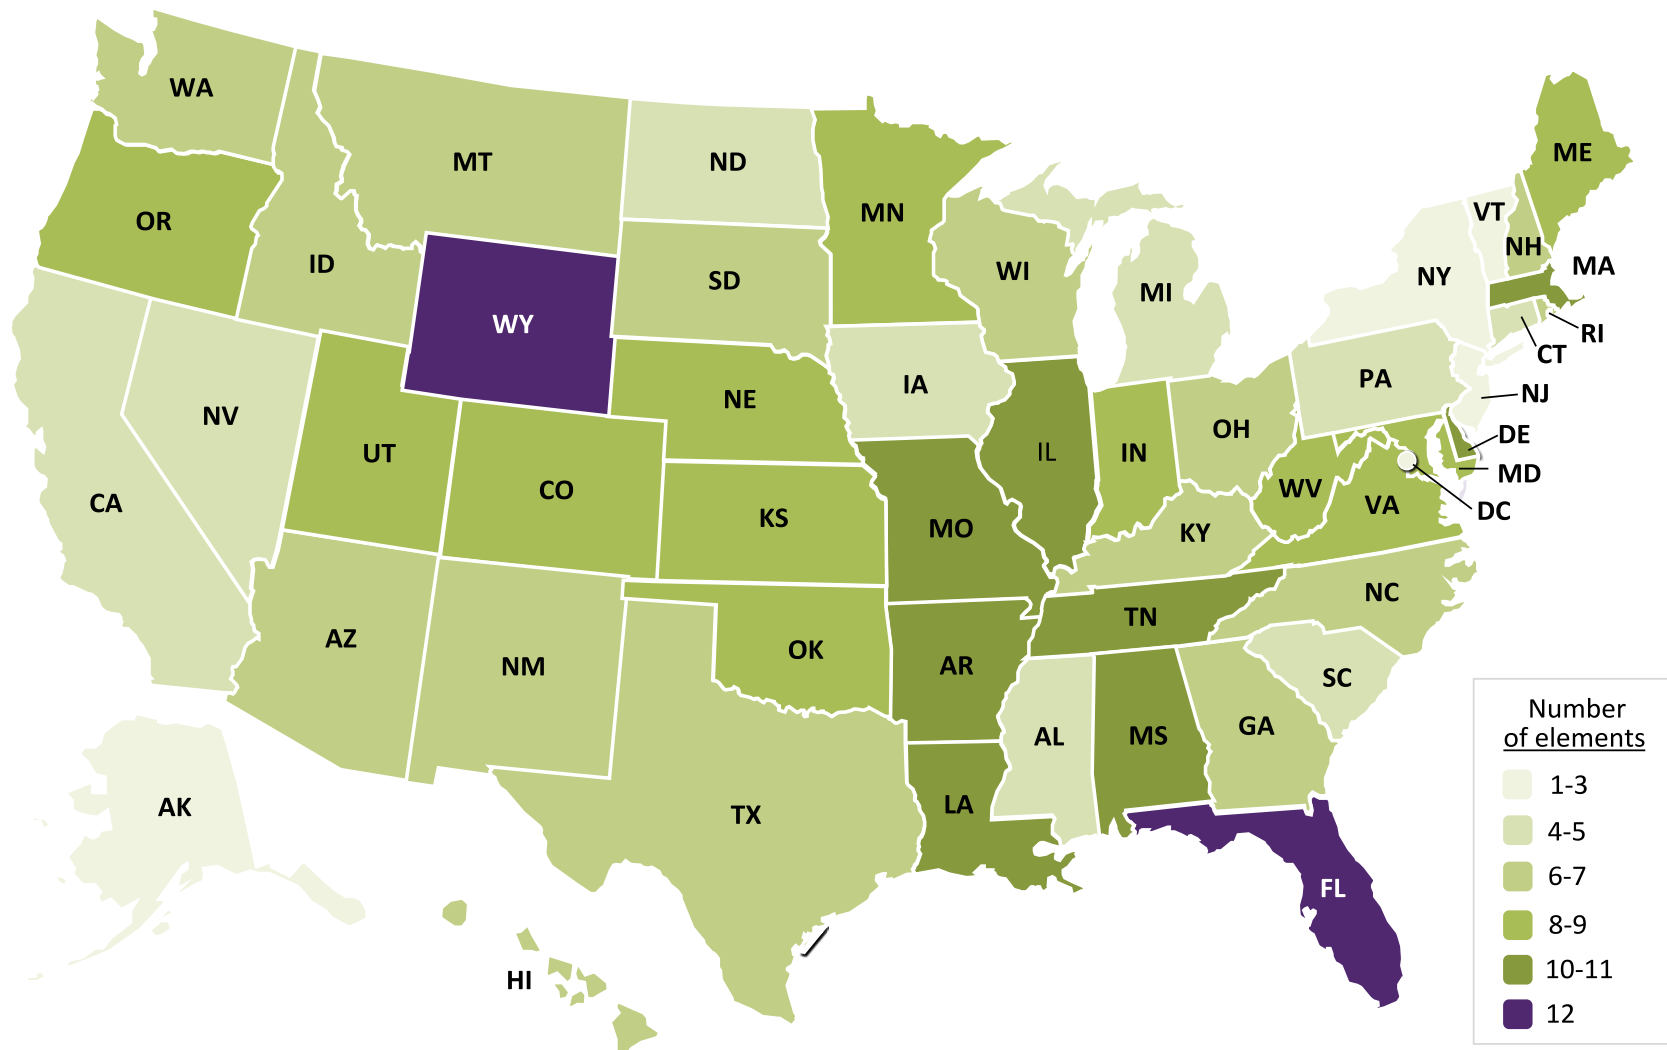 WA
MT
ND
ME
OR
MN
VT
NH
ID
SD
WI
MI
NY
MA
WY
RI
CT
IA
PA
NE
NV
NJ
UT
IL
IN
OH
DE
CO
WV
MD
CA
KS
MO
KY
VA
DC
NC
TN
AZ
NM
OK
AR
SC
AL
MS
GA
AK
TX
LA
FL
HI
Number
of elements
1-3
4-5
6-7
8-9
10-11
12